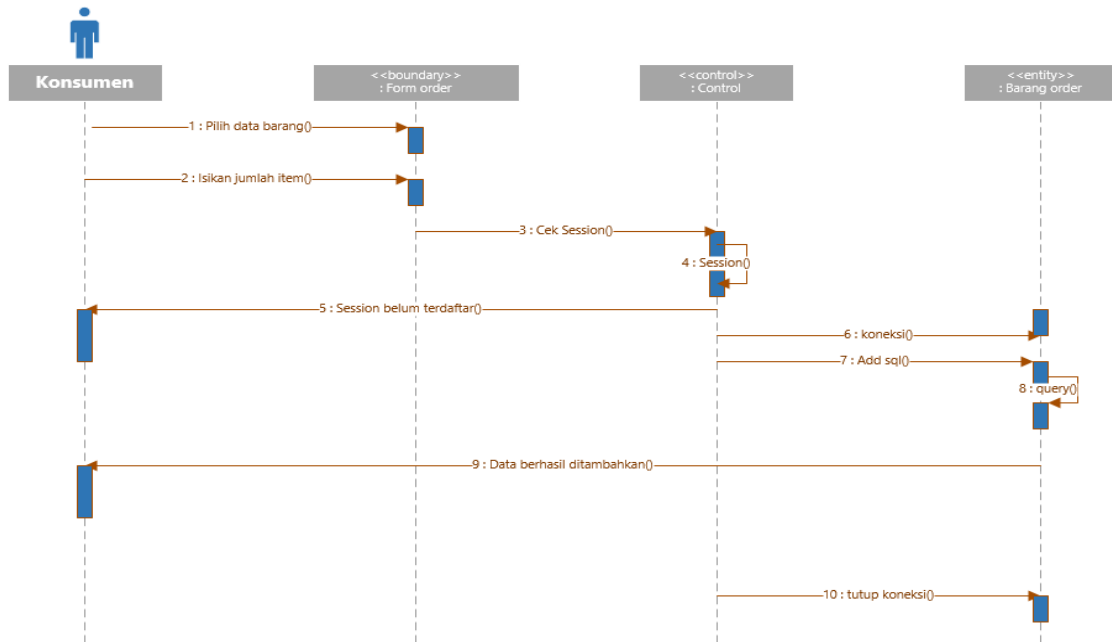 Konsumen
<<boundary>>
: Form order
<<control>>
: Control
<<entity>>
: Barang order
1 : Pilih data barang()
2 : Isikan jumlah item()
3 : Cek Session()
4 : Session()
5 : Session belum terdaftar()
6 : koneksi()
7 : Add sql()
8 : query()
9 : Data berhasil ditambahkan()
10 : tutup koneksi()